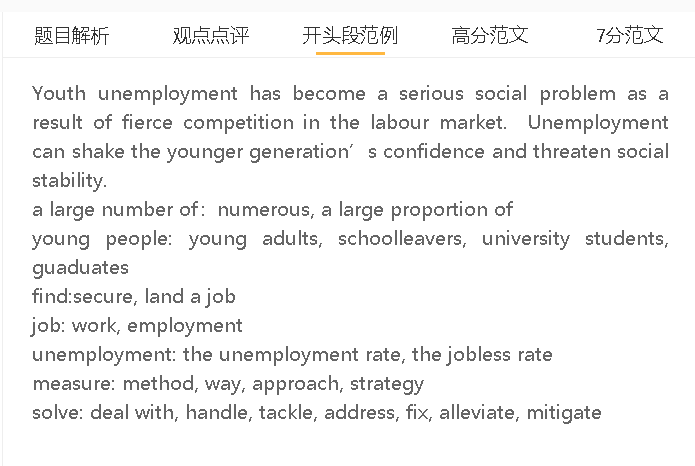 题目解析 观点点评 开头段范例 高分范文 7分范文
Youth unemployment has become a serious social problem as a
result of fierce competition in the labour market. Unemployment
can shake the younger generation’s confidence and threaten social
stability.
a large number of：numerous, a large proportion of
young people: young adults, schoolleavers, university students,
guaduates
find:secure, land a job
job: work, employment
unemployment: the unemployment rate, the jobless rate
measure: method, way, approach, strategy
solve: deal with, handle, tackle, address, fix, alleviate, mitigate